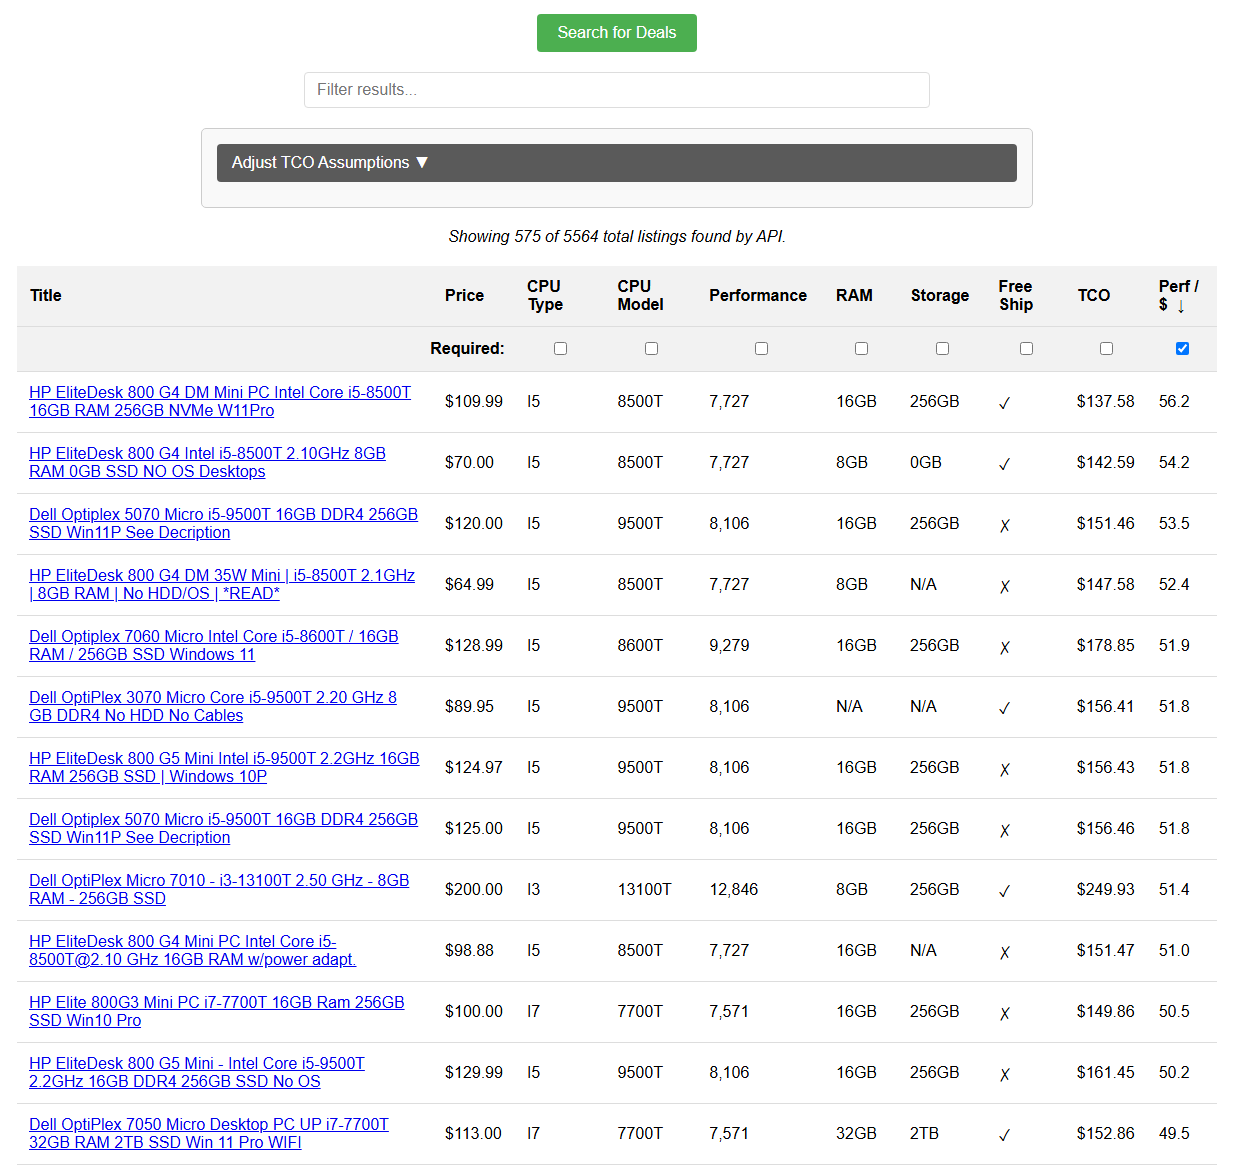 Search for Deals
Filter results...
Adjust TCO Assumptions ▼
Showing 575 of 5564 total listings found by API.
Title Price CPU Type CPU Model Performance RAM Storage Free Ship TCO Perf / $ ↓
Required:
HP EliteDesk 800 G4 DM Mini PC Intel Core i5-8500T
16GB RAM 256GB NVMe W11Pro
$109.99 I5 8500T 7,727 16GB 256GB ✓ $137.58 56.2
HP EliteDesk 800 G4 Intel i5-8500T 2.10GHz 8GB
RAM 0GB SSD NO OS Desktops
$70.00 I5 8500T 7,727 8GB 0GB ✓ $142.59 54.2
Dell Optiplex 5070 Micro i5-9500T 16GB DDR4 256GB
SSD Win11P See Decription
$120.00 I5 9500T 8,106 16GB 256GB ✗ $151.46 53.5
HP EliteDesk 800 G4 DM 35W Mini | i5-8500T 2.1GHz
| 8GB RAM | No HDD/OS | *READ*
$64.99 I5 8500T 7,727 8GB N/A ✗ $147.58 52.4
Dell Optiplex 7060 Micro Intel Core i5-8600T / 16GB
RAM / 256GB SSD Windows 11
$128.99 I5 8600T 9,279 16GB 256GB ✗ $178.85 51.9
Dell OptiPlex 3070 Micro Core i5-9500T 2.20 GHz 8
GB DDR4 No HDD No Cables
$89.95 I5 9500T 8,106 N/A N/A ✓ $156.41 51.8
HP EliteDesk 800 G5 Mini Intel i5-9500T 2.2GHz 16GB
RAM 256GB SSD | Windows 10P
$124.97 I5 9500T 8,106 16GB 256GB ✗ $156.43 51.8
Dell Optiplex 5070 Micro i5-9500T 16GB DDR4 256GB
SSD Win11P See Decription
$125.00 I5 9500T 8,106 16GB 256GB ✗ $156.46 51.8
Dell OptiPlex Micro 7010 - i3-13100T 2.50 GHz - 8GB
RAM - 256GB SSD
$200.00 I3 13100T 12,846 8GB 256GB ✓ $249.93 51.4
HP EliteDesk 800 G4 Mini PC Intel Core i5-
8500T@2.10 GHz 16GB RAM w/power adapt.
$98.88 I5 8500T 7,727 16GB N/A ✗ $151.47 51.0
HP Elite 800G3 Mini PC i7-7700T 16GB Ram 256GB
SSD Win10 Pro
$100.00 I7 7700T 7,571 16GB 256GB ✗ $149.86 50.5
HP EliteDesk 800 G5 Mini - Intel Core i5-9500T
2.2GHz 16GB DDR4 256GB SSD No OS
$129.99 I5 9500T 8,106 16GB 256GB ✗ $161.45 50.2
Dell OptiPlex 7050 Micro Desktop PC UP i7-7700T
32GB RAM 2TB SSD Win 11 Pro WIFI
$113.00 I7 7700T 7,571 32GB 2TB ✓ $152.86 49.5